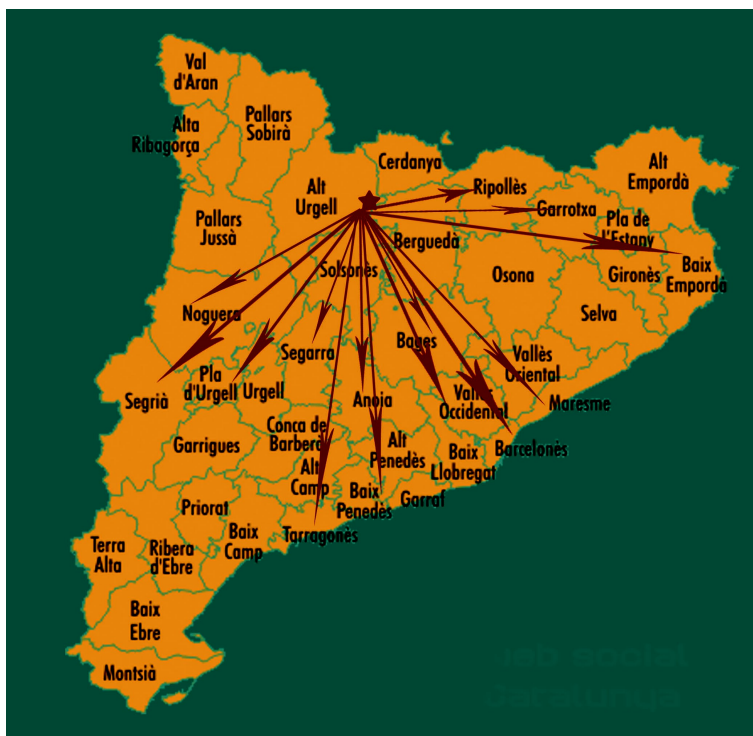 Val
d'Aran
Pallars
Sobirà
Alta
Ribagorça
Cerdanya
Alt
Urgell
Ripollès
Alt
Empordà
Garrotxa
Pallars
Jussà
Pla de
l'Estany
Berguedà
Solsonès
Osona
Gironès
Baix
Empordà
Noguera
Selva
Bages
Segarra
Vallès
Oriental
Pla
d'Urgell
Urgell
Segrià
Anoia
Vallès
Occidental
Maresme
Conca de
Barberà
Garrigues
Alt
Penedès
Barcelonès
Baix
Llobregat
Alt
Camp
Baix
Penedès
Garraf
Priorat
Baix
Camp
Tarragonès
Terra
Alta
Ribera
d'Ebre
Baix
Ebre
Montsià
social